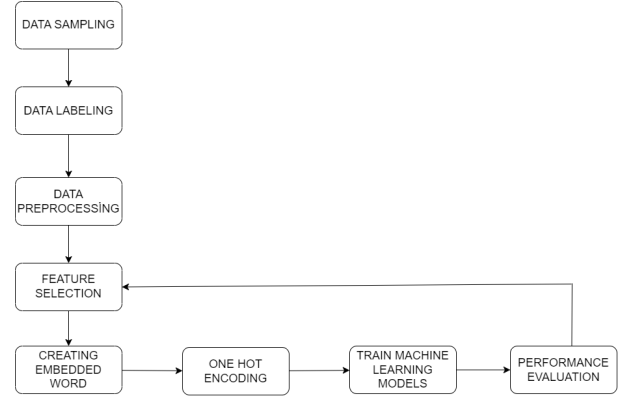 DATA SAMPLING
DATA LABELING
DATA
PREPROCESSİNG
FEATURE
SELECTION
CREATING
EMBEDDED
WORD
ONE HOT
ENCODING
TRAIN MACHINE
LEARNING
MODELS
PERFORMANCE
EVALUATION